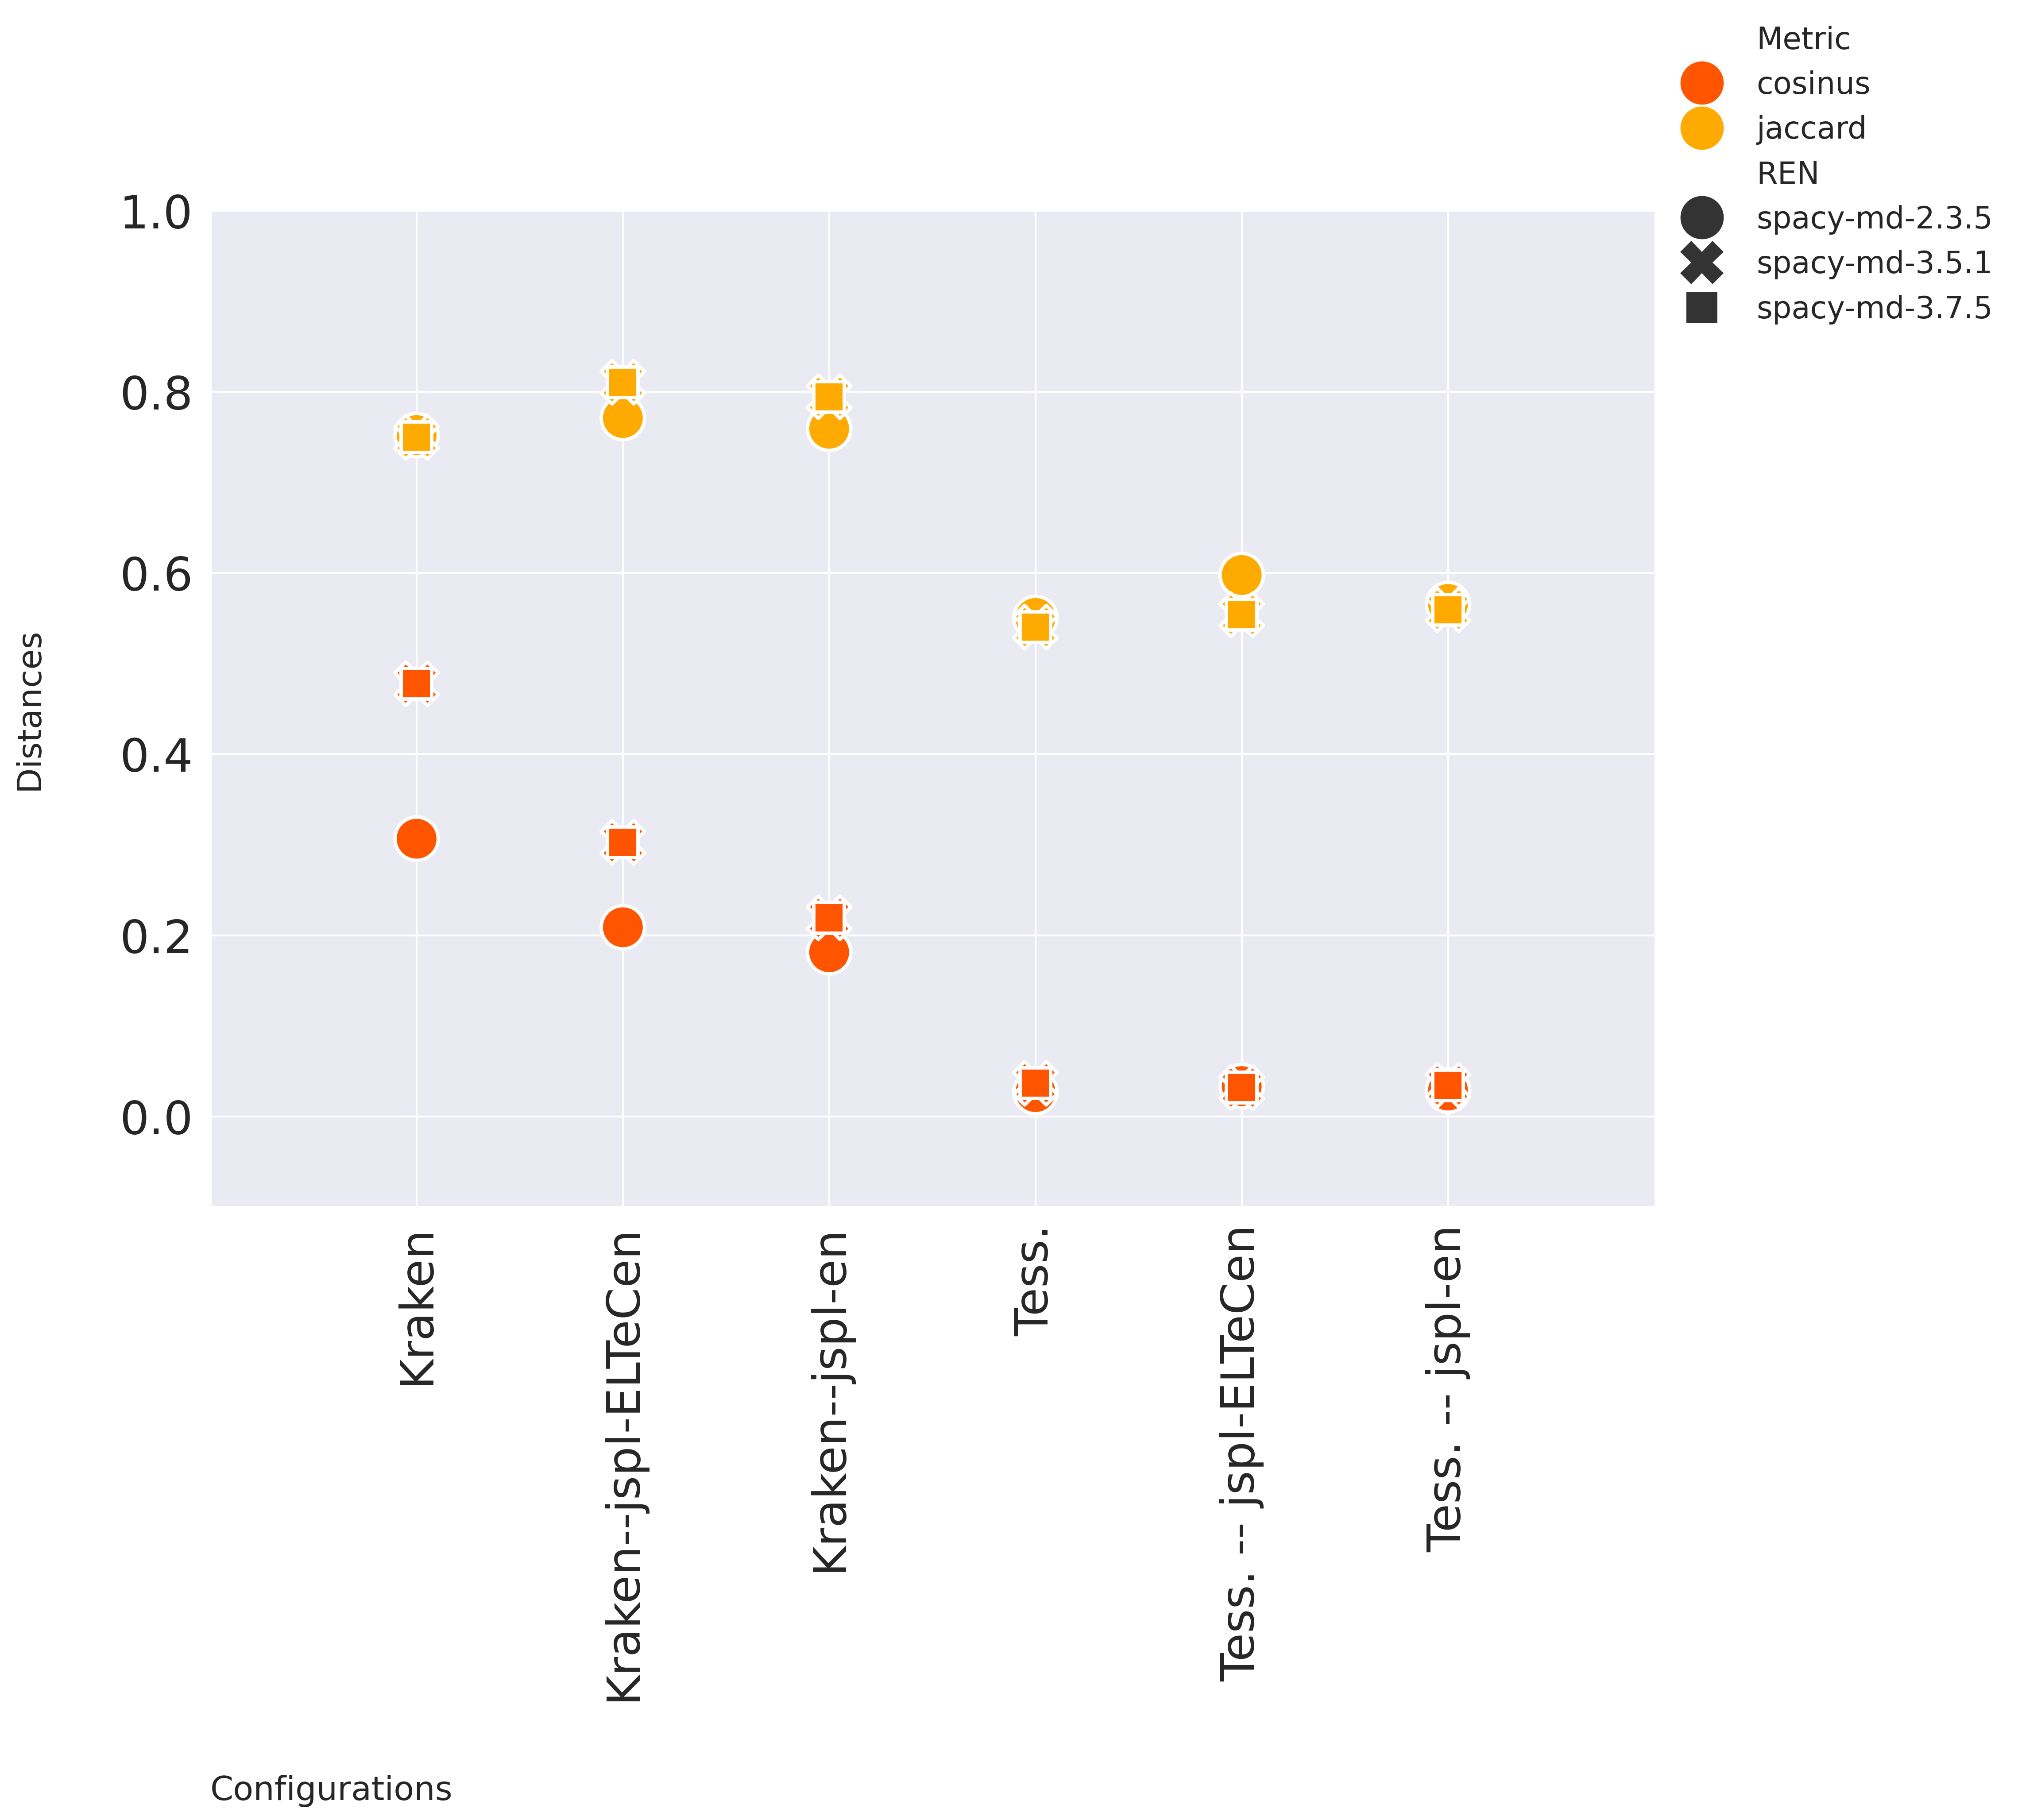 Metric
cosinus
jaccard
REN
spacy-md-2.3.5
spacy-md-3.5.1
spacy-md-3.7.5
1.0
0.8
0.6
0.4
0.2
0.0
Distances
Kraken
Kraken--jspl-ELTeCen
Kraken--jspl-en
Tess.
Tess. -- jspl-ELTeCen
Tess. -- jspl-en
Configurations